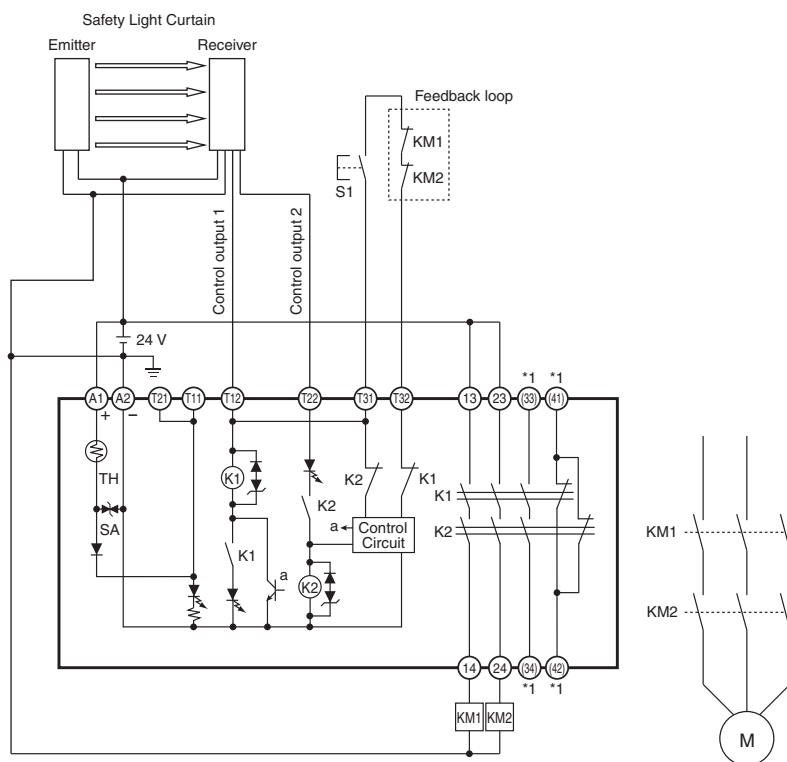 Safety Light Curtain
Emitter Receiver
Feedback loop
KM1
KM2
S1
Control output 1
Control output 2
24 V
*1 *1
A1 A2 T21 T11 T12 T22 T31 T32 13 23 (33) (41)
+ −
TH
SA
K1
K1
a
K2
K2
K2 K1
a
Control
Circuit
K1
K2
14 24 (34) (42)
*1 *1
KM1 KM2
KM1
KM2
M